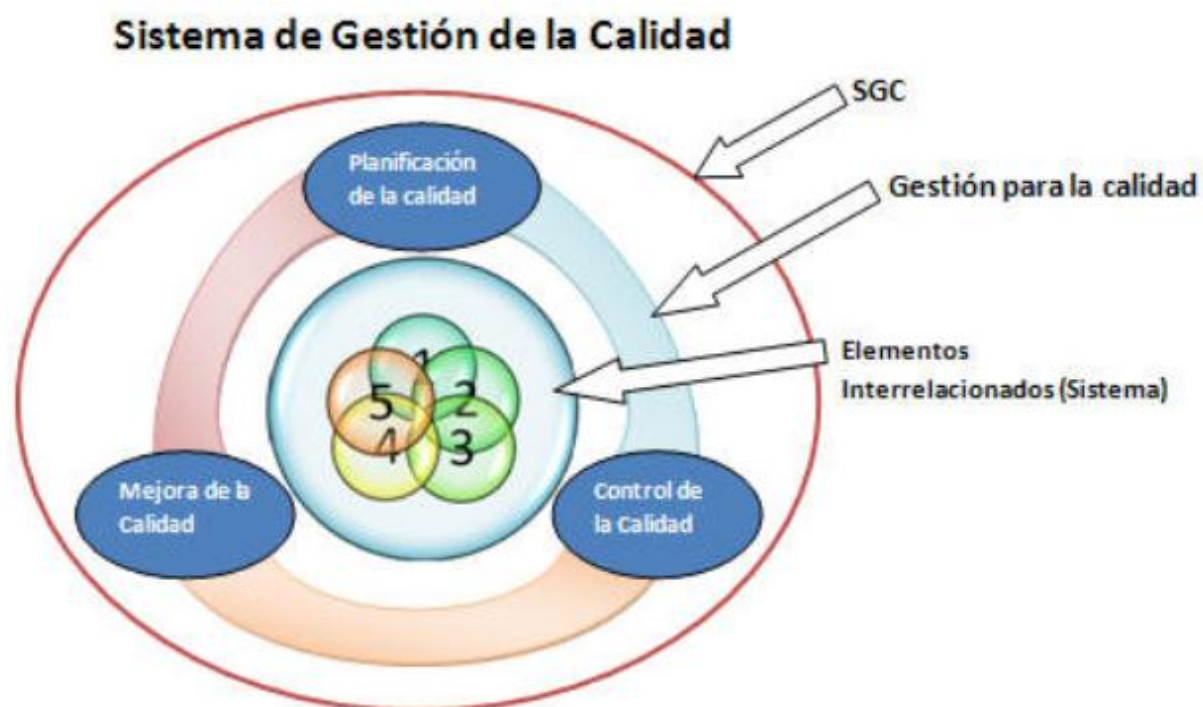 Sistema de Gestión de la Calidad
SGC
Planificación
de la calidad
Gestión para la calidad
Elementos
Interrelacionados (Sistema)
1
5
2
4
3
Mejora de la
Calidad
Control de
la Calidad